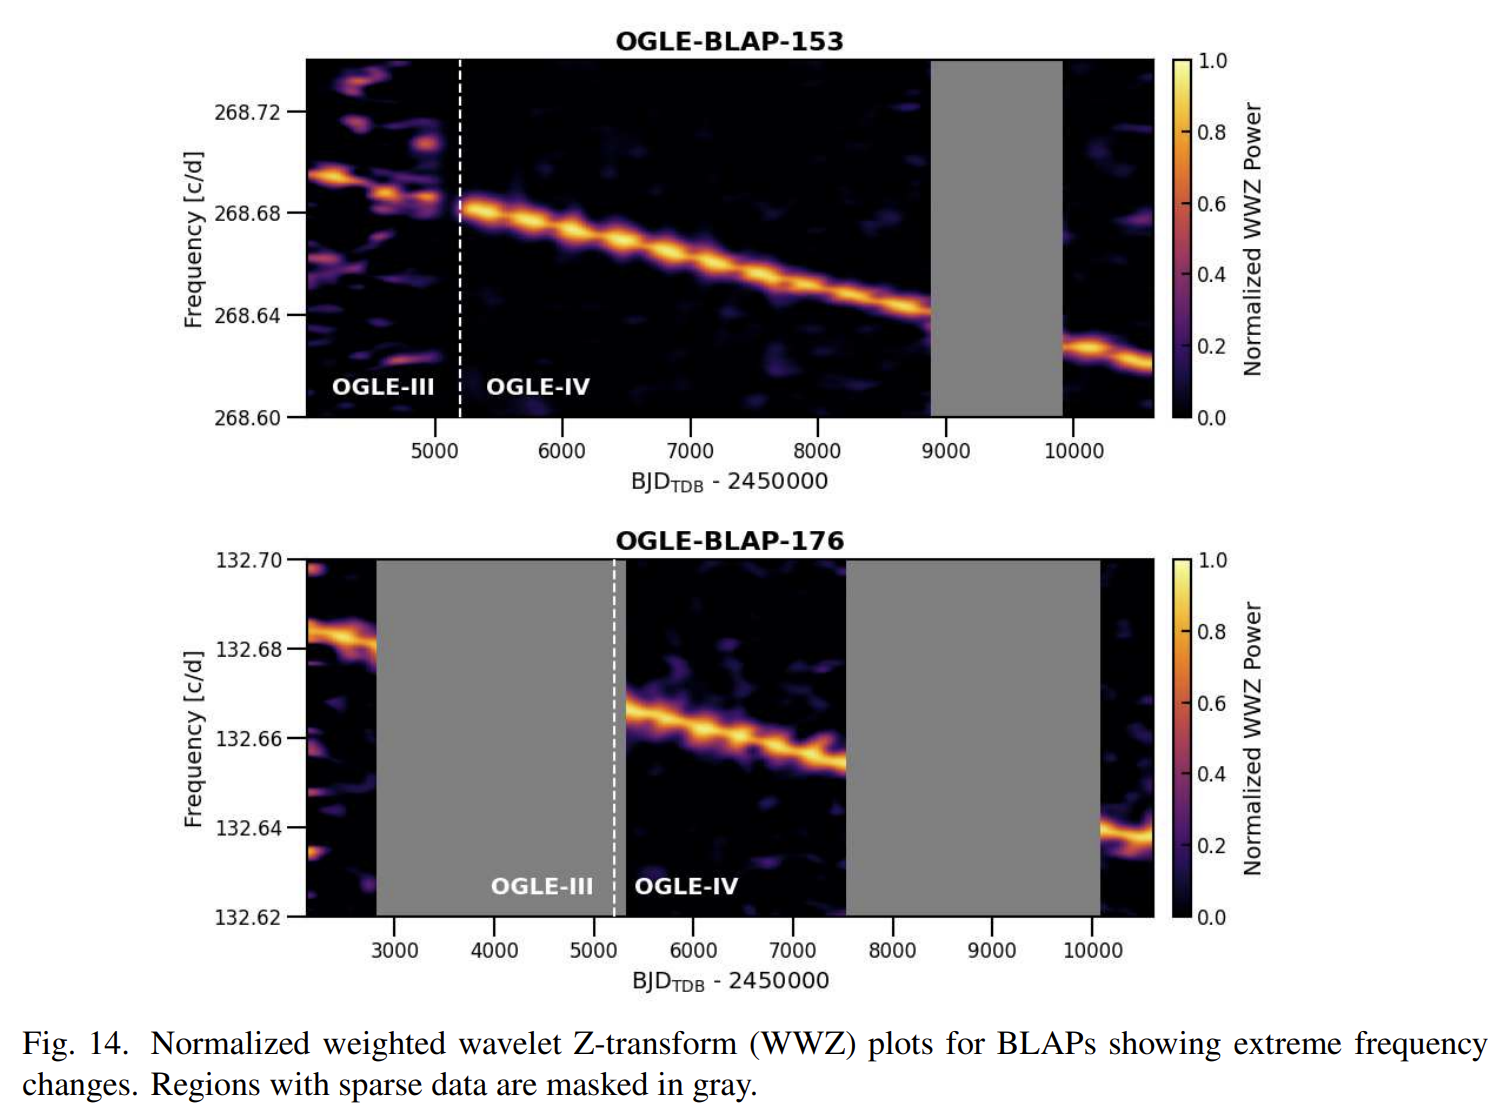 OGLE-BLAP-153
268.72
268.68
268.64
268.60
Frequency [c/d]
OGLE-III
OGLE-IV
5000 6000 7000 8000 9000 10000
BJD_TDB - 2450000
1.0
0.8
0.6
0.4
0.2
0.0
Normalized WWZ Power
OGLE-BLAP-176
132.70
132.68
132.66
132.64
132.62
Frequency [c/d]
OGLE-III
OGLE-IV
3000 4000 5000 6000 7000 8000 9000 10000
BJD_TDB - 2450000
1.0
0.8
0.6
0.4
0.2
0.0
Normalized WWZ Power
Fig. 14. Normalized weighted wavelet Z-transform (WWZ) plots for BLAPs showing extreme frequency
changes. Regions with sparse data are masked in gray.